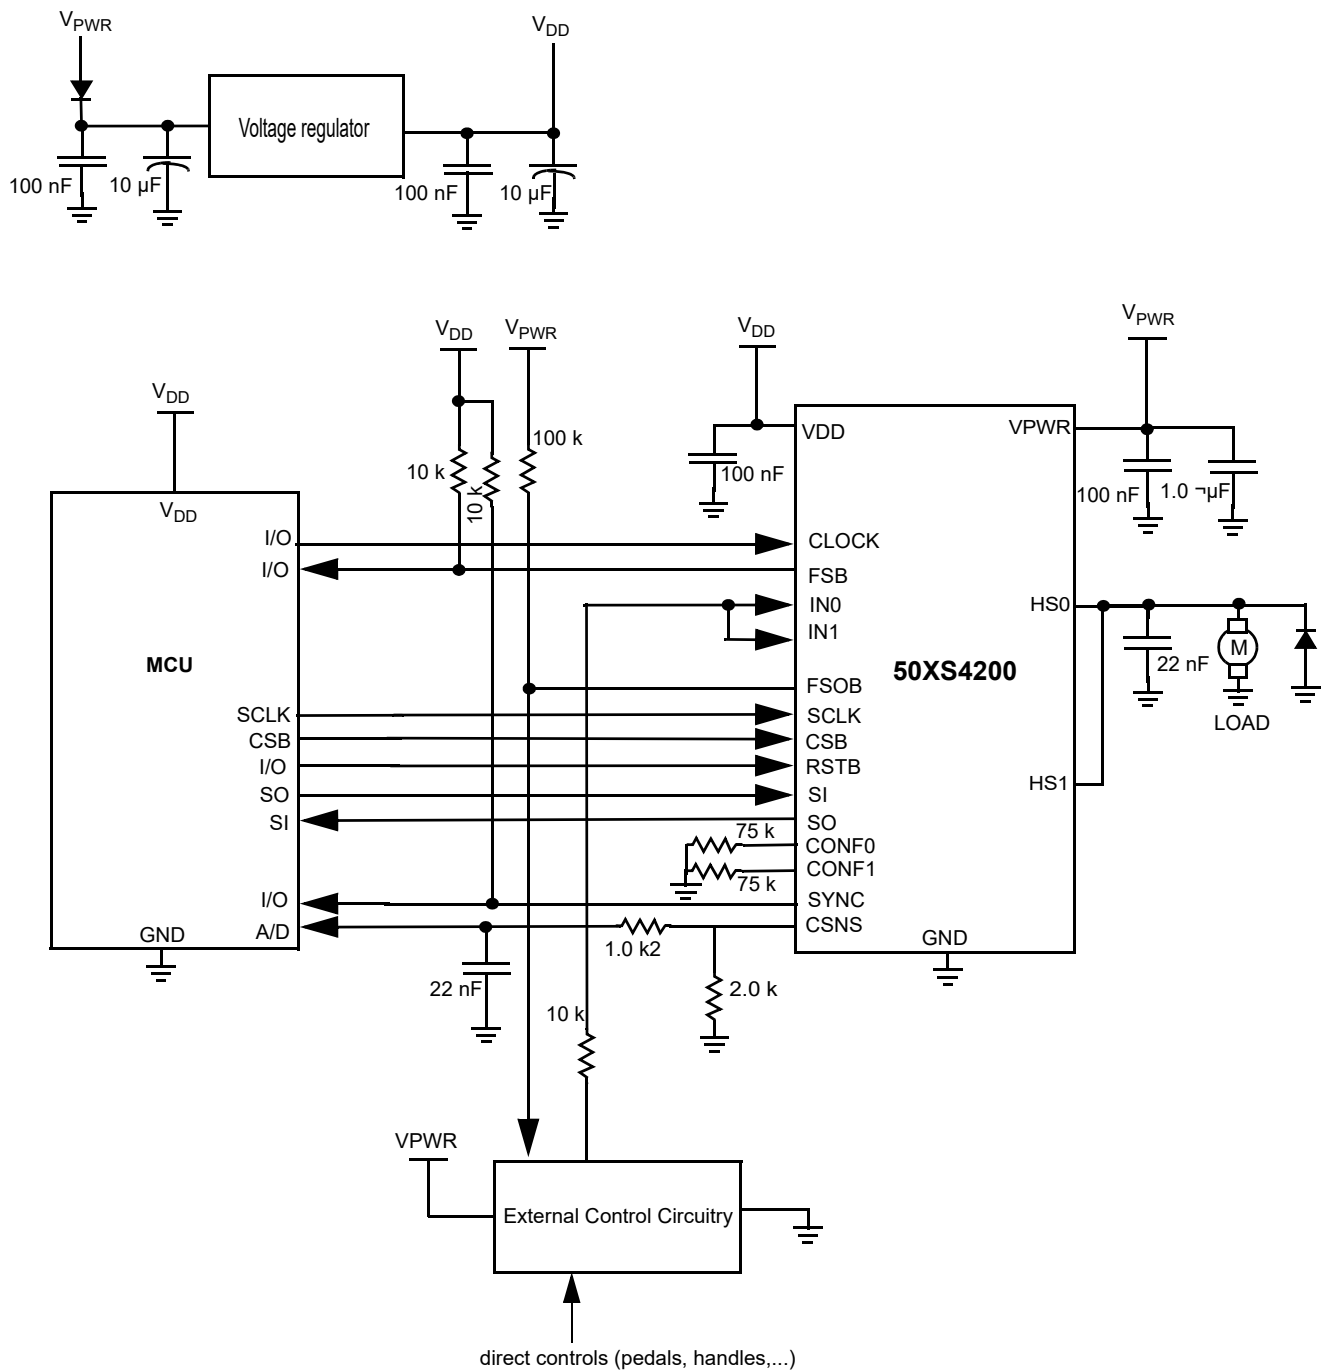 VPWR
VDD
Voltage regulator
100 nF
10 µF
100 nF
10 µF
VDD
VPWR
VDD
VPWR
VDD
10 k
10 k
100 k
100 nF
100 nF
1.0 ¬µF
MCU
VDD
I/O
I/O
SCLK
CSB
I/O
SO
SI
I/O
A/D
GND
50XS4200
VDD
VPWR
CLOCK
FSB
IN0
IN1
FSOB
SCLK
CSB
RSTB
SI
SO
CONF0
CONF1
SYNC
CSNS
GND
HS0
HS1
22 nF
M
LOAD
75 k
75 k
1.0 k2
22 nF
2.0 k
10 k
VPWR
External Control Circuitry
direct controls (pedals, handles,...)